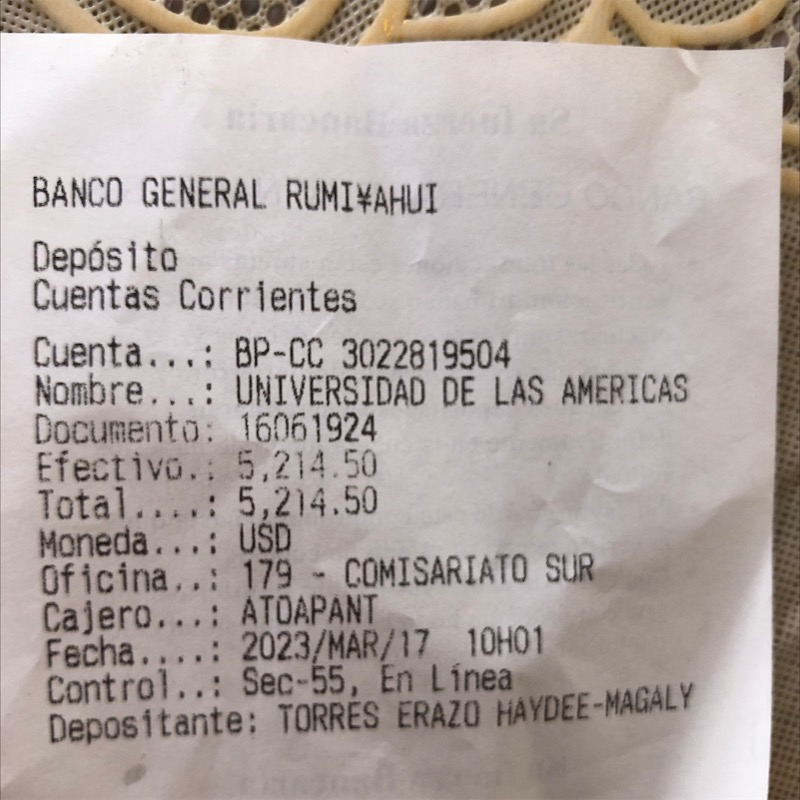 BANCO GENERAL RUMI¥AHUI
Depósito
Cuentas Corrientes
Cuenta...: BP-CC 3022819504
Nombre...: UNIVERSIDAD DE LAS AMERICAS
Documento: 16061924
Efectivo.: 5,214.50
Total....: 5,214.50
Moneda...: USD
Oficina..: 179 - COMISARIATO SUR
Cajero...: ATOAPANT
Fecha....: 2023/MAR/17 10H01
Control..: Sec-55, En Línea
Depositante: TORRES ERAZO HAYDEE-MAGALY